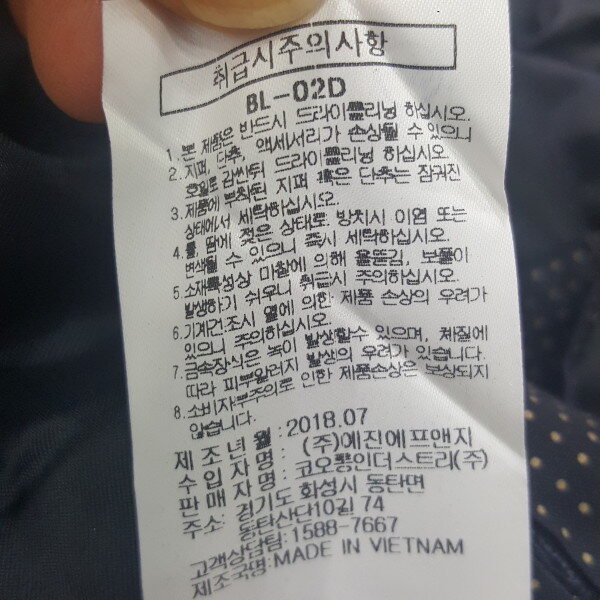 취급시주의사항
BL-02D
1. 본 제품은 반드시 드라이클리닝 하십시오.
2. 지퍼, 단추, 액세서리가 손상될 수 있으니
호일로 감싼뒤 드라이클리닝 하십시오.
3. 제품에 부착된 지퍼 혹은 단추는 잠궈진
상태에서 세탁하십시오.
4. 물, 땀에 젖은 상태로 방치시 이염 또는
변색될 수 있으니 즉시 세탁하십시오.
5. 소재특성상 마찰에 의해 올뜯김, 보풀이
발생하기 쉬우니 취급시 주의하십시오.
6. 기계건조시 열에 의한 제품 손상의 우려가
있으니 주의하십시오.
7. 금속장식은 녹이 발생할수 있으며, 체질에
따라 피부알러지 발생의 우려가 있습니다.
8. 소비자부주의로 인한 제품손상은 보상되지
않습니다.
제 조 년 월 : 2018.07
수 입 자 명 : (주)예진에프앤지
판 매 자 명 : 코오롱인더스트리(주)
주소: 경기도 화성시 동탄면
동탄산단10길 74
고객상담팀:1588-7667
제조국명:MADE IN VIETNAM